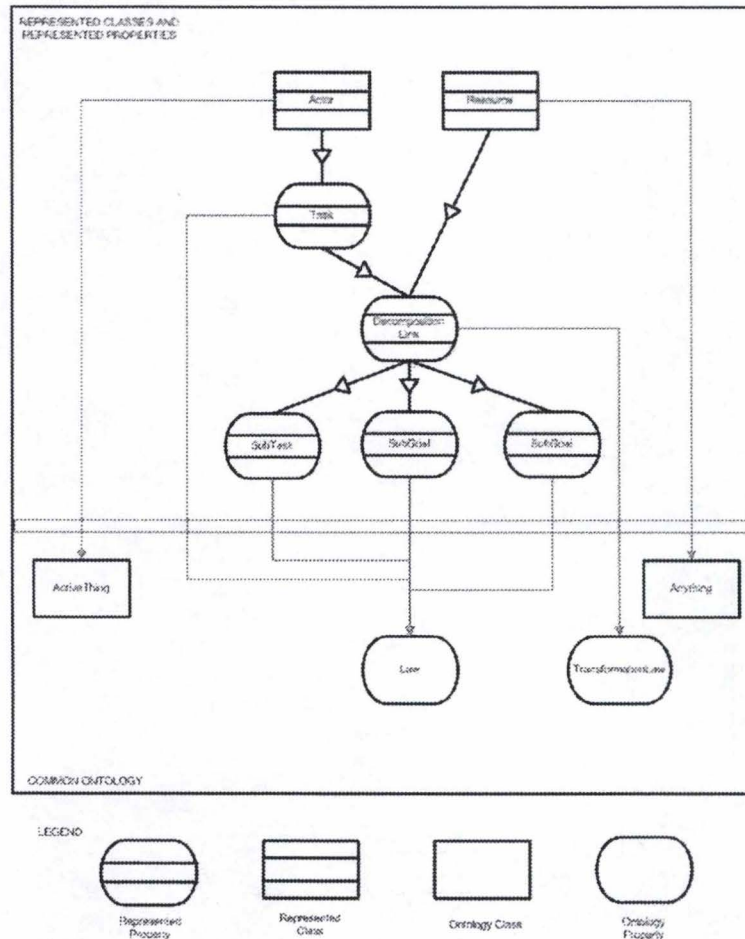 REPRESENTED CLASSES AND
REPRESENTED PROPERTIES
Actor
Resource
Task
Decomposition
Link
SubTask
SubGoal
SubGoal
ActiveThing
Anything
Law
TransformationLaw
COMMON ONTOLOGY
LEGEND
Represented
Property
Represented
Class
Ontology Class
Ontology
Property